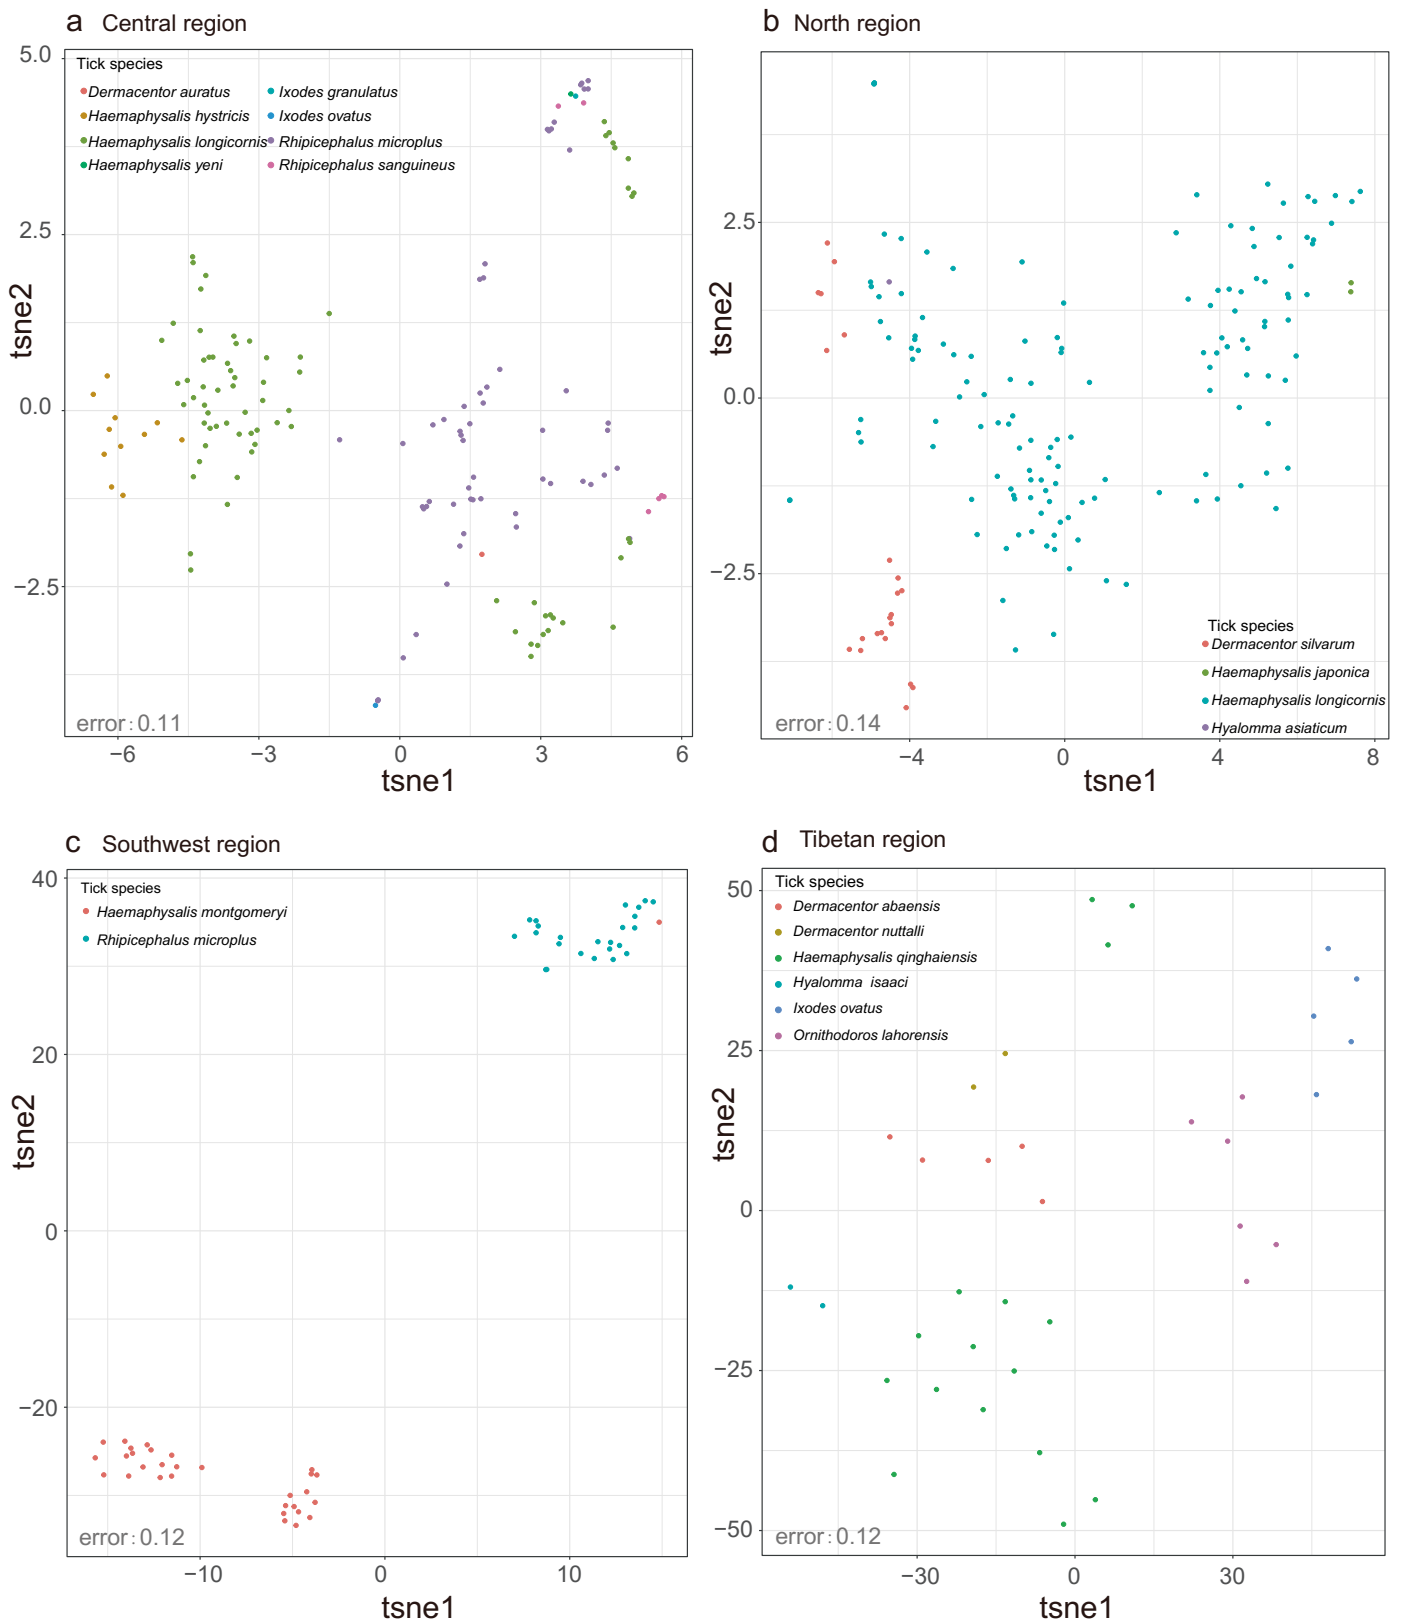 a Central region
5.0
2.5
0.0
−2.5
tsne2
Tick species
Dermacentor auratus
Haemaphysalis hystricis
Haemaphysalis longicornis
Haemaphysalis yeni
Ixodes granulatus
Ixodes ovatus
Rhipicephalus microplus
Rhipicephalus sanguineus
error:0.11
−6 −3 0 3 6
tsne1
b North region
2.5
0.0
−2.5
tsne2
Tick species
Dermacentor silvarum
Haemaphysalis japonica
Haemaphysalis longicornis
Hyalomma asiaticum
error:0.14
−4 0 4 8
tsne1
c Southwest region
40
20
0
−20
tsne2
Tick species
Haemaphysalis montgomeryi
Rhipicephalus microplus
error:0.12
−10 0 10
tsne1
d Tibetan region
50
25
0
−25
−50
tsne2
Tick species
Dermacentor abaensis
Dermacentor nuttalli
Haemaphysalis qinghaiensis
Hyalomma isaaci
Ixodes ovatus
Ornithodoros lahorensis
error:0.12
−30 0 30
tsne1